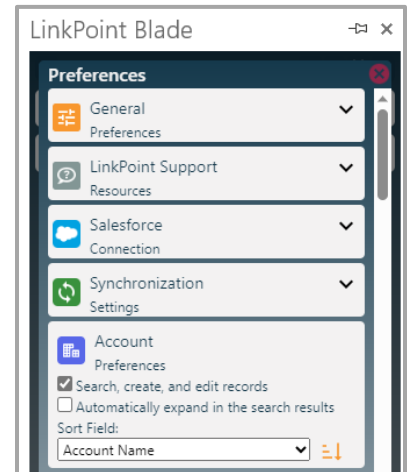 LinkPoint Blade
Preferences
General
Preferences
LinkPoint Support
Resources
Salesforce
Connection
Synchronization
Settings
Account
Preferences
Search, create, and edit records
Automatically expand in the search results
Sort Field:
Account Name